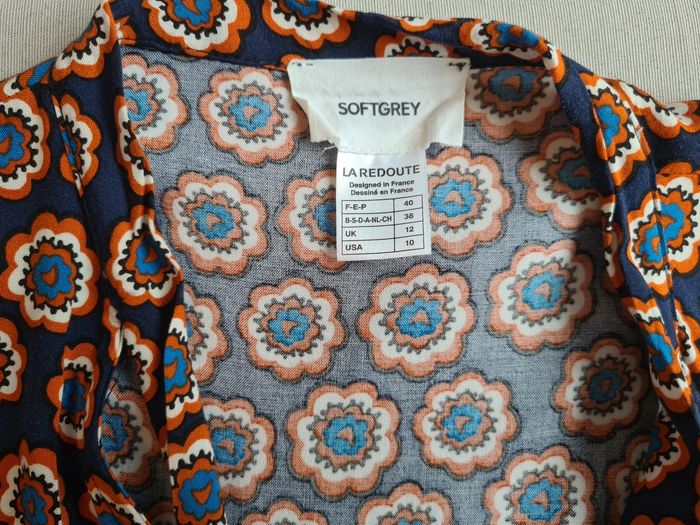 SOFTGREY
LA REDOUTE
Designed in France
Dessiné en France
F-E-P 40
B-S-D-A-NL-CH 38
UK 12
USA 10